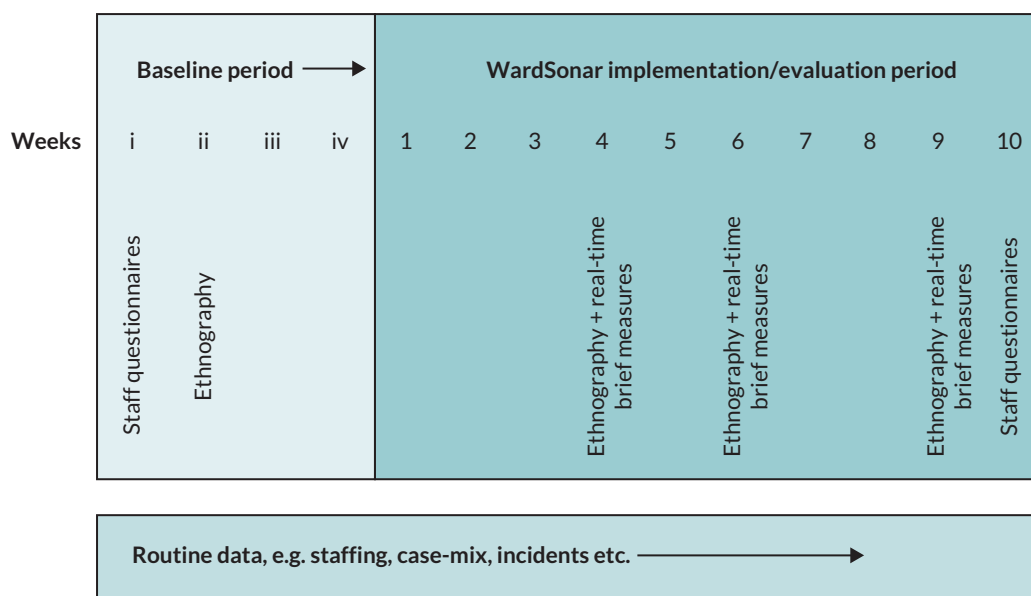 Baseline period
WardSonar implementation/evaluation period
Weeks i ii iii iv 1 2 3 4 5 6 7 8 9 10
Staff questionnaires
Ethnography
Ethnography + real-time
brief measures
Ethnography + real-time
brief measures
Ethnography + real-time
brief measures
Staff questionnaires
Routine data, e.g. staffing, case-mix, incidents etc.